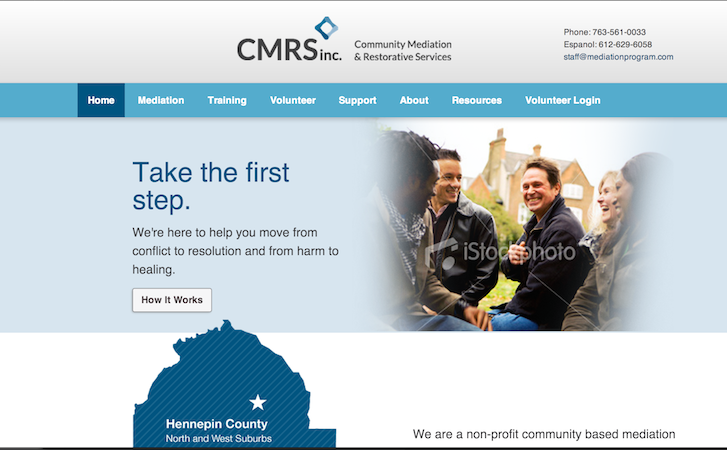 CMRS inc.
Community Mediation
& Restorative Services
Phone: 763-561-0033
Espanol: 612-629-6058
staff@mediationprogram.com
Home Mediation Training Volunteer Support About Resources Volunteer Login
Take the first
step.
We're here to help you move from
conflict to resolution and from harm to
healing.
How It Works
iStockphoto
Hennepin County
North and West Suburbs
We are a non-profit community based mediation